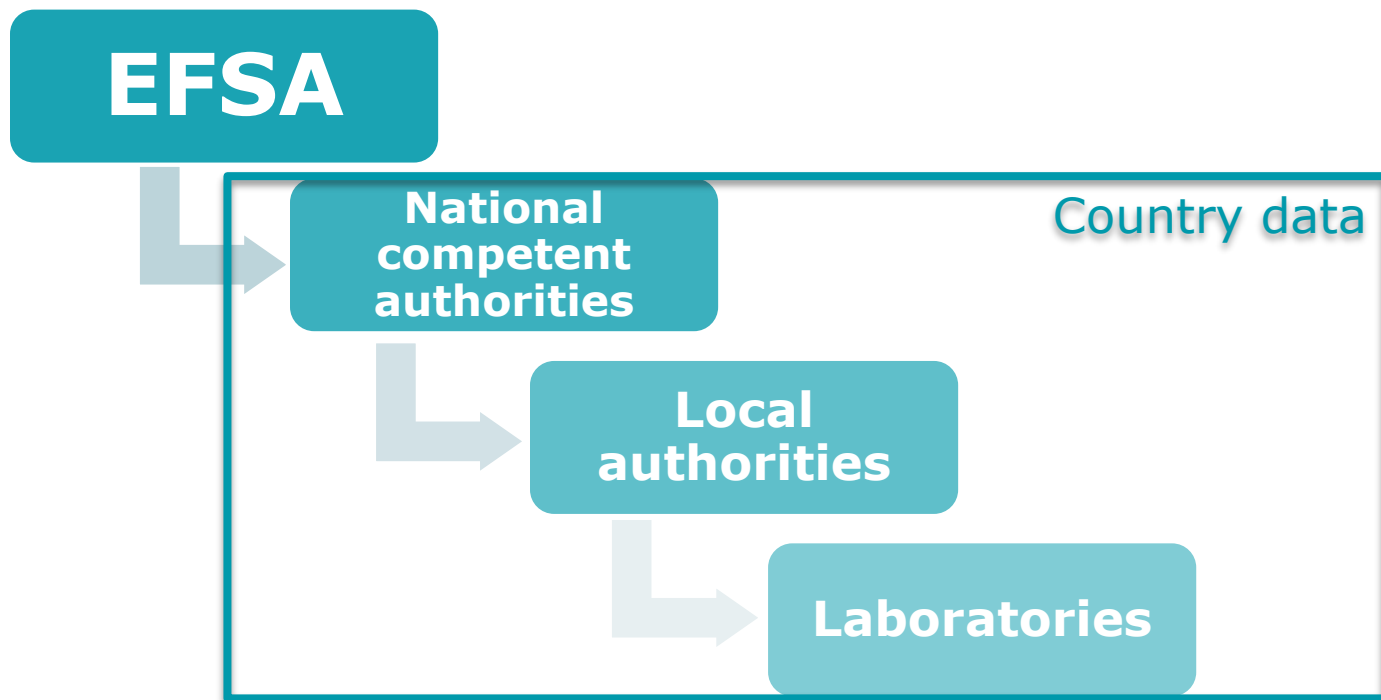 EFSA
National
competent
authorities
Country data
Local
authorities
Laboratories